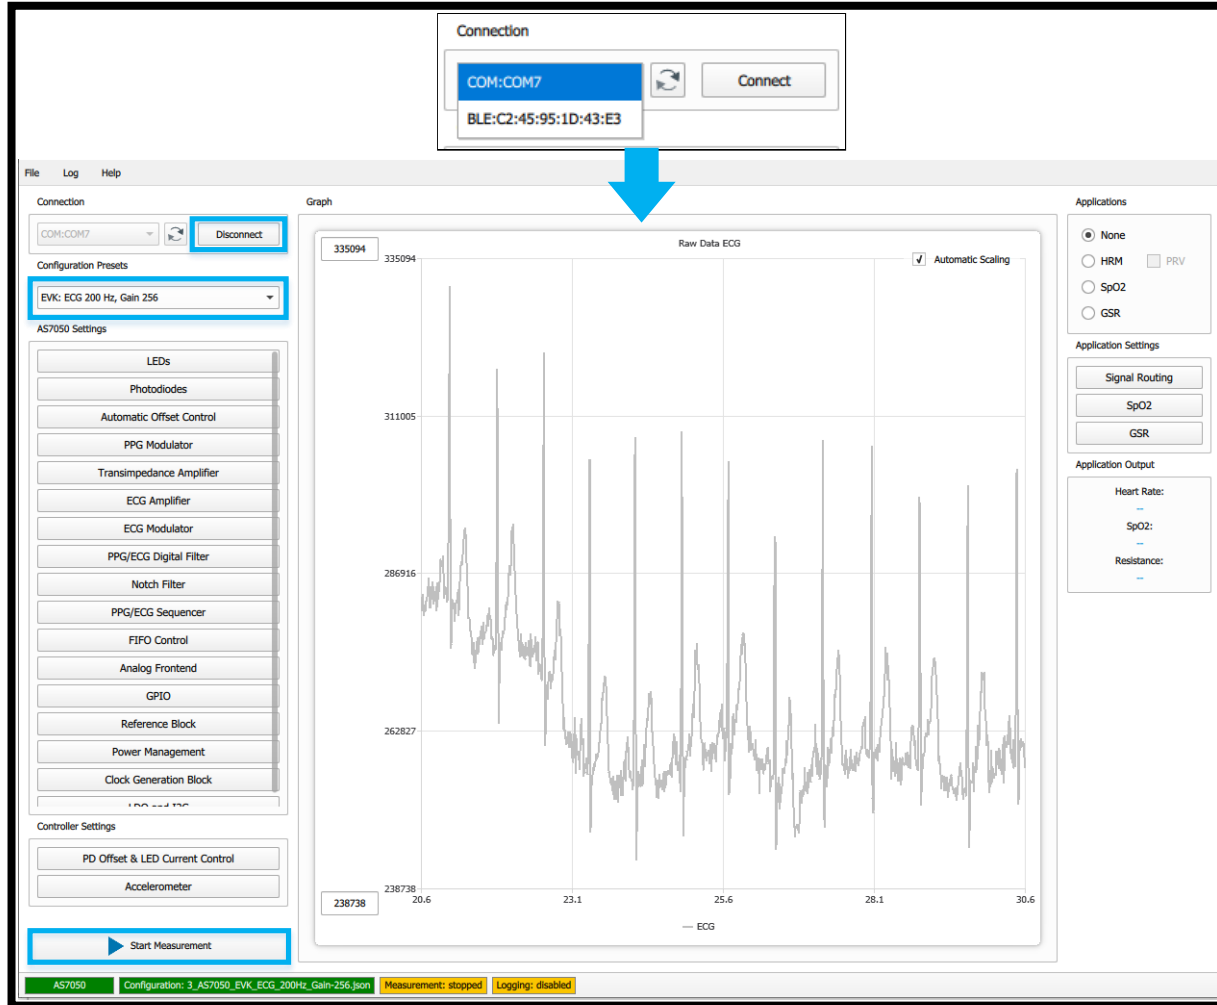 Connection
COM:COM7
Connect
BLE:C2:45:95:1D:43:E3
File Log Help
Connection
COM:COM7
Disconnect
Configuration Presets
EVK: ECG 200 Hz, Gain 256
AS7050 Settings
LEDs
Photodiodes
Automatic Offset Control
PPG Modulator
Transimpedance Amplifier
ECG Amplifier
ECG Modulator
PPG/ECG Digital Filter
Notch Filter
PPG/ECG Sequencer
FIFO Control
Analog Frontend
GPIO
Reference Block
Power Management
Clock Generation Block
Controller Settings
PD Offset & LED Current Control
Accelerometer
Start Measurement
Graph
335094
Raw Data ECG
Automatic Scaling
335094
311005
286916
262827
238738
238738
20.6 23.1 25.6 28.1 30.6
ECG
Applications
None
HRM PRV
SpO2
GSR
Application Settings
Signal Routing
SpO2
GSR
Application Output
Heart Rate:
--
SpO2:
--
Resistance:
--
AS7050 Configuration: 3_AS7050_EVK_ECG_200Hz_Gain-256.json Measurement: stopped Logging: disabled